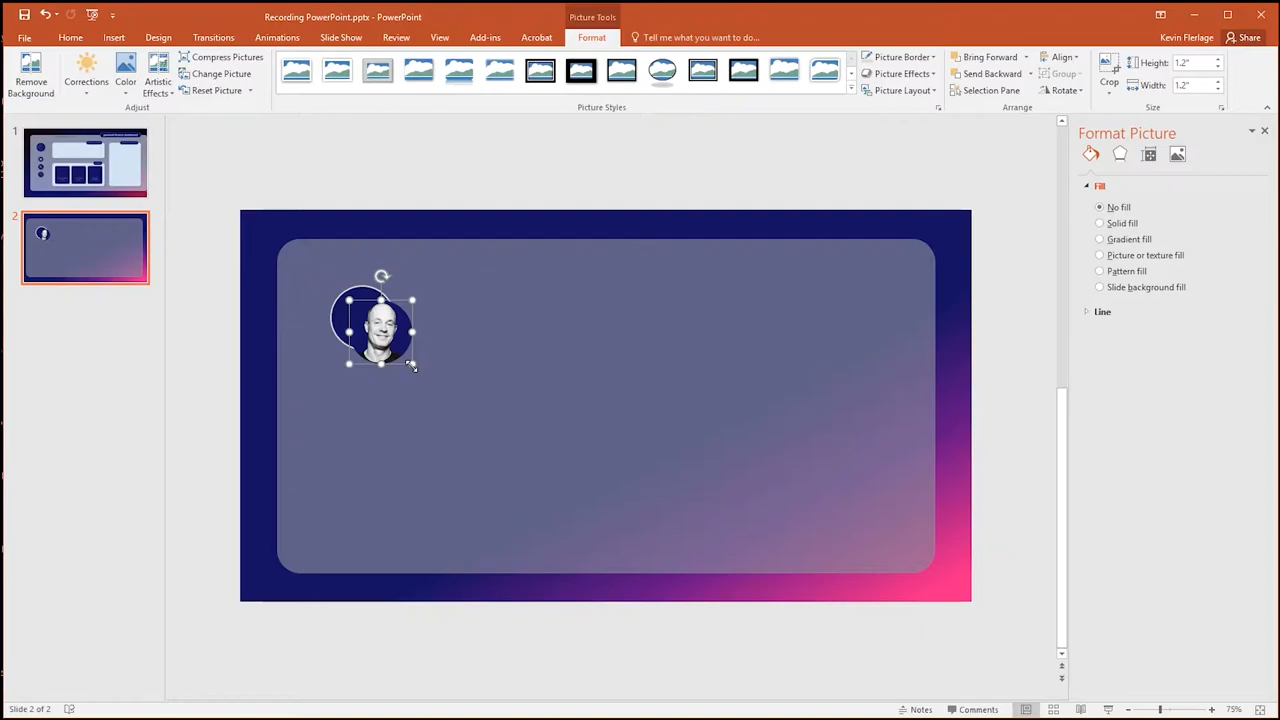 Recording PowerPoint.pptx - PowerPoint
Picture Tools
File
Home
Insert
Design
Transitions
Animations
Slide Show
Review
View
Add-ins
Acrobat
Format
Tell me what you want to do...
Kevin Flerlage
Share
Remove Background
Corrections
Color
Artistic Effects
Compress Pictures
Change Picture
Reset Picture
Adjust
Picture Styles
Picture Border
Picture Effects
Picture Layout
Bring Forward
Send Backward
Selection Pane
Align
Group
Rotate
Arrange
Crop
Height: 1.2"
Width: 1.2"
Size
1
2
Format Picture
Fill
No fill
Solid fill
Gradient fill
Picture or texture fill
Pattern fill
Slide background fill
Line
Slide 2 of 2
Notes
Comments
75%